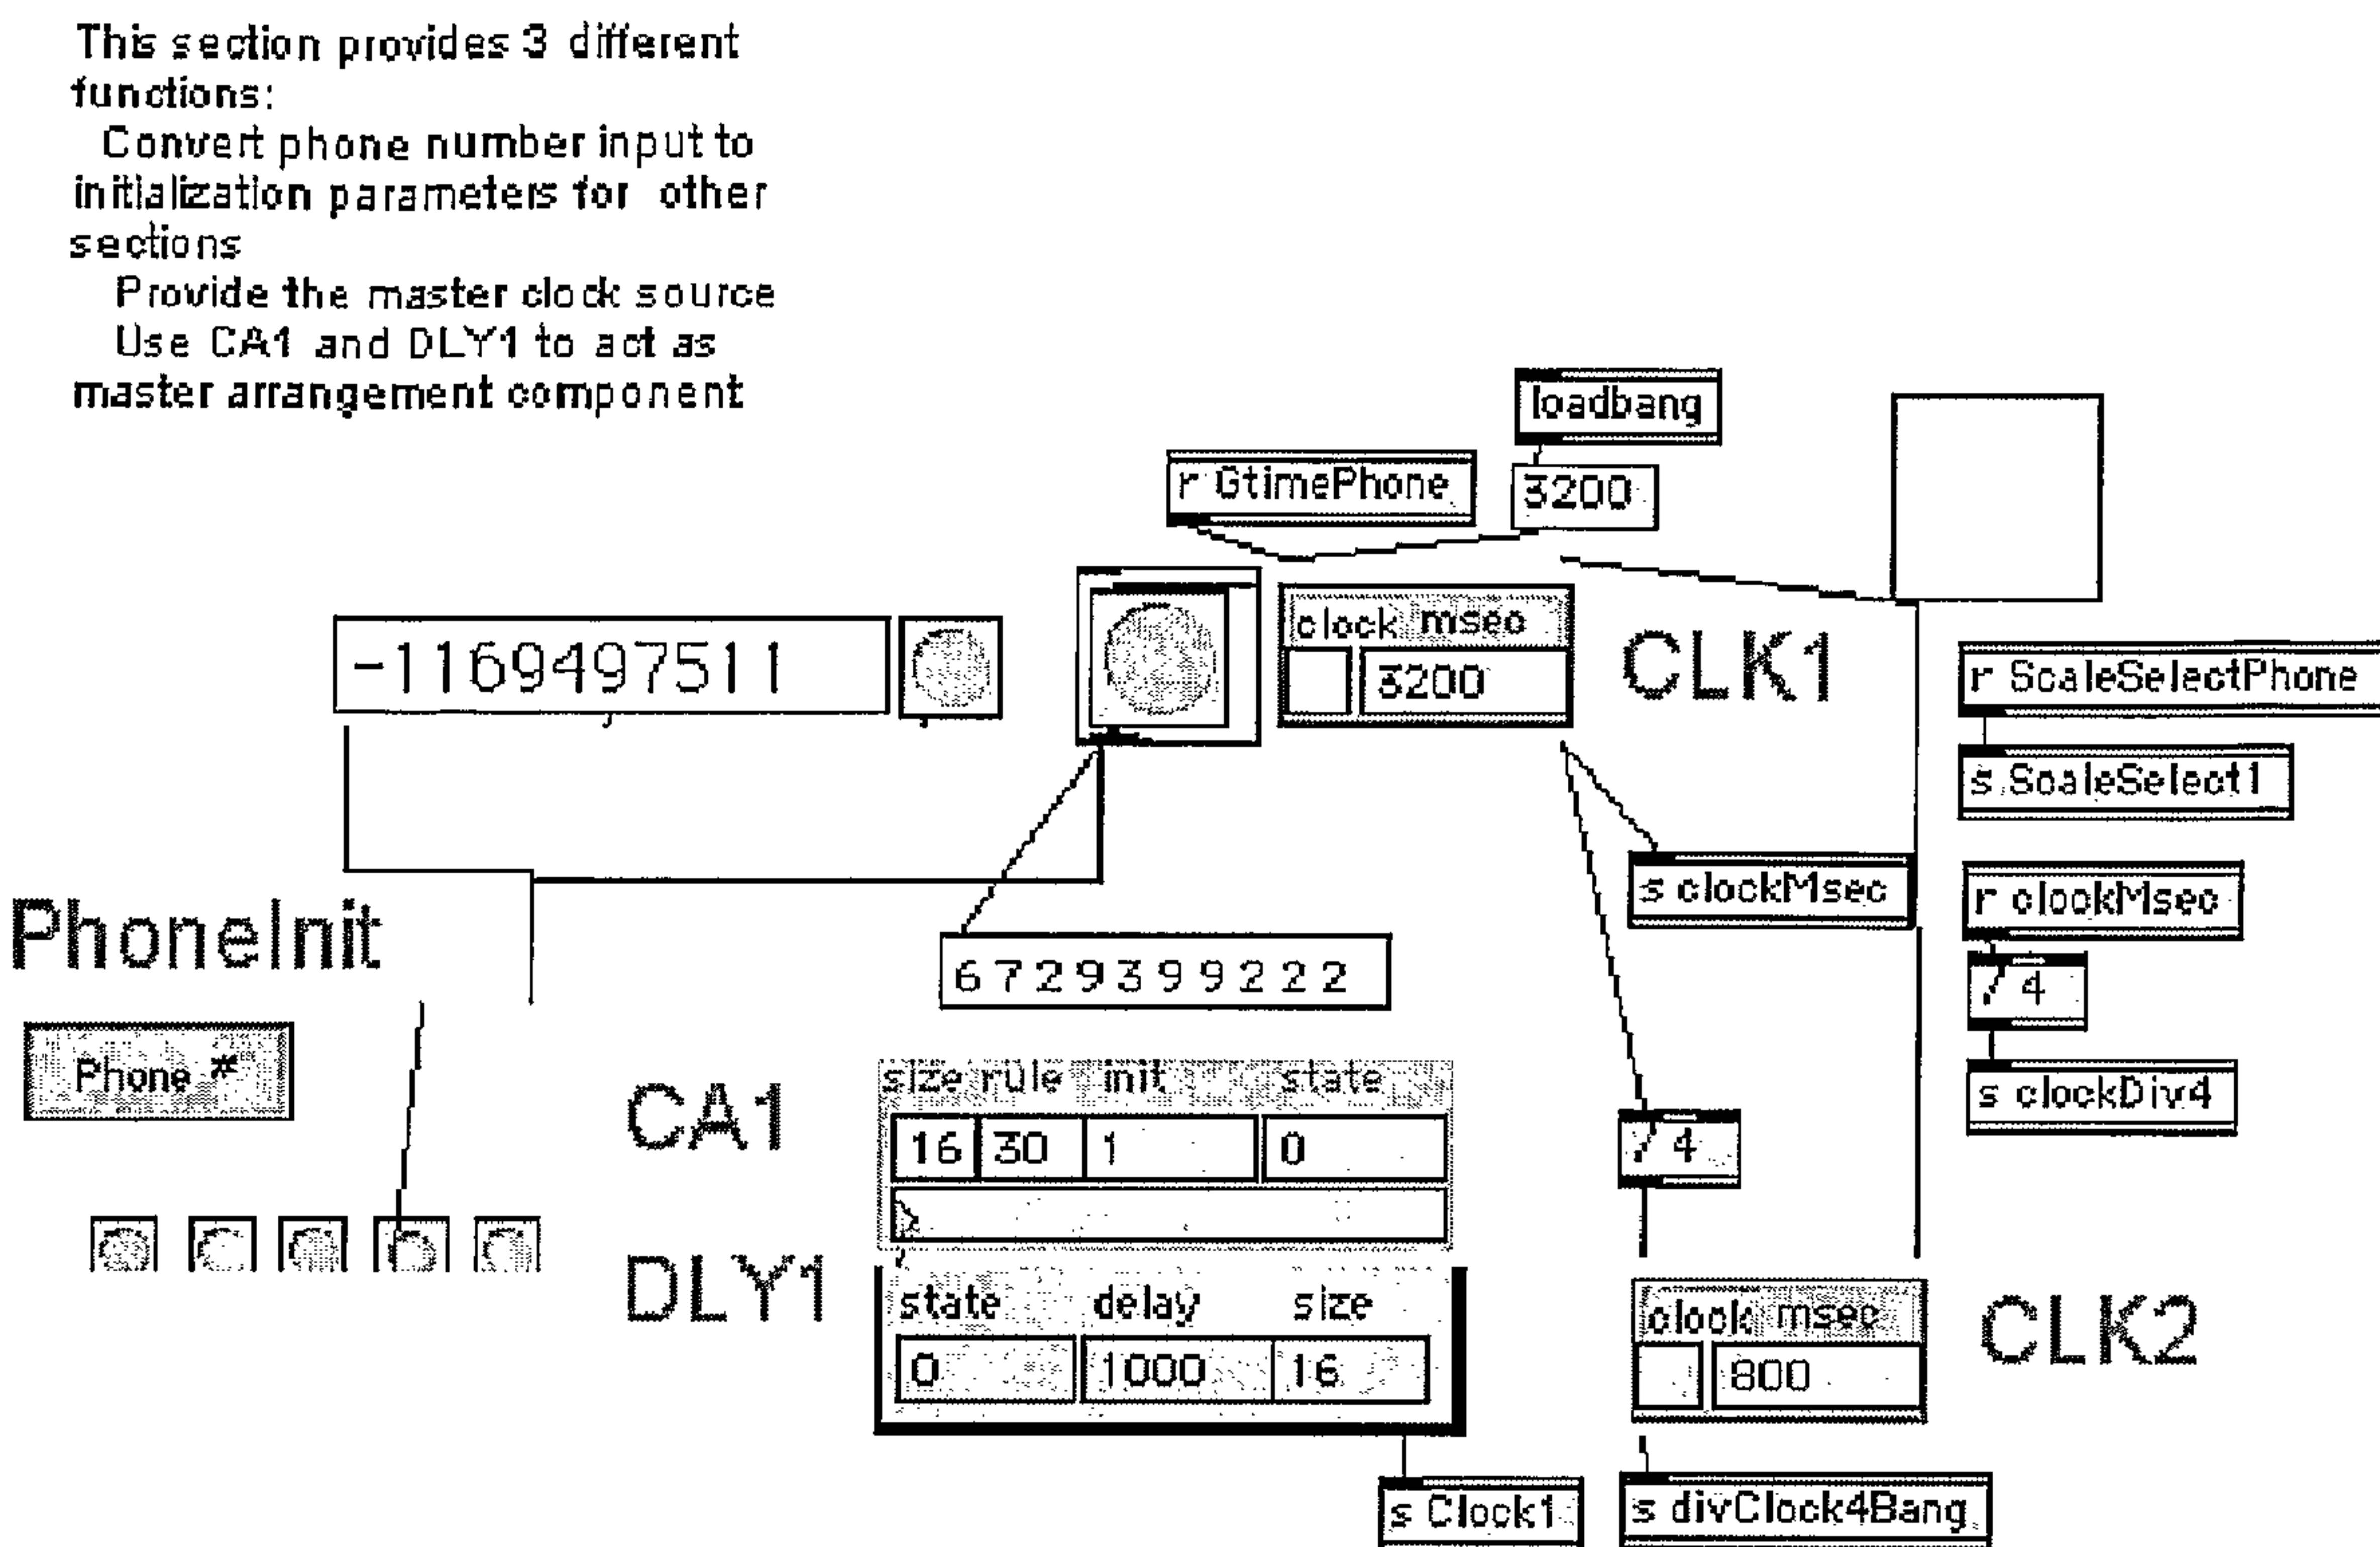 This section provides 3 different
functions:
Convert phone number input to
initialization parameters for other
sections
Provide the master clock source
Use CA1 and DLY1 to act as
master arrangement component
loadbang
r GtimePhone
3200
clock msec
3200
-1169497511
CLK1
r ScaleSelectPhone
s ScaleSelect1
s clockMsec
r clockMsec
/ 4
s clockDiv4
PhoneInit
6729399222
Phone *
CA1
size rule init state
16 30 1 0
/ 4
DLY1
state delay size
0 1000 16
clock msec
800
CLK2
s Clock1
s divClock4Bang